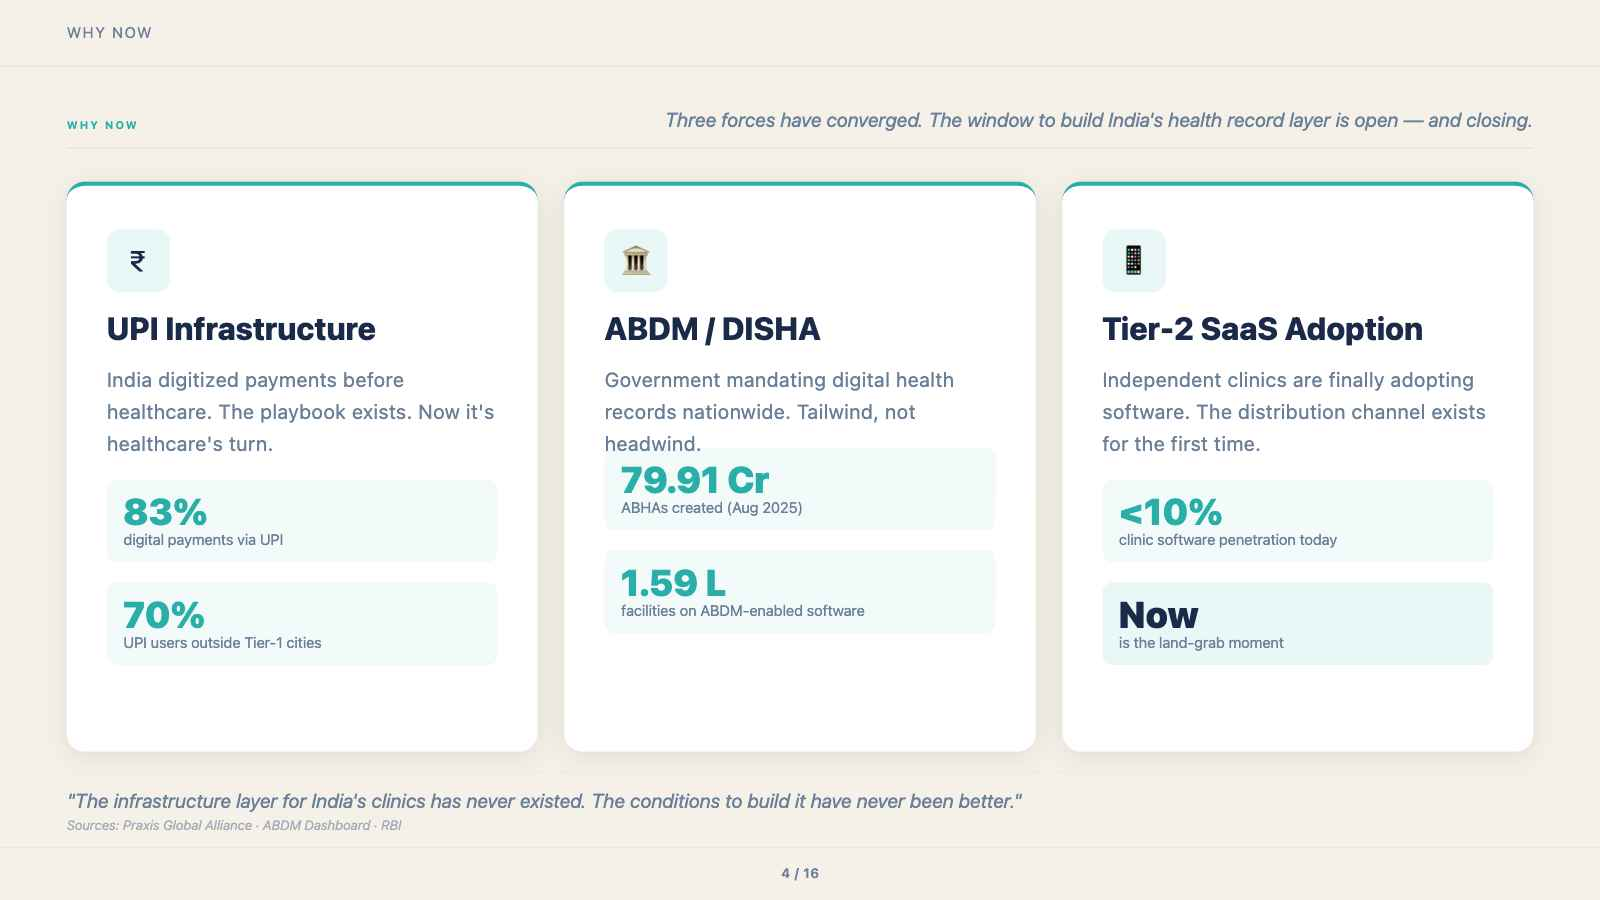 WHY NOW
WHY NOW
Three forces have converged. The window to build India's health record layer is open — and closing.
₹
UPI Infrastructure
India digitized payments before
healthcare. The playbook exists. Now it's
healthcare's turn.
83%
digital payments via UPI
70%
UPI users outside Tier-1 cities
ABDM / DISHA
Government mandating digital health
records nationwide. Tailwind, not
headwind.
79.91 Cr
ABHAs created (Aug 2025)
1.59 L
facilities on ABDM-enabled software
Tier-2 SaaS Adoption
Independent clinics are finally adopting
software. The distribution channel exists
for the first time.
<10%
clinic software penetration today
Now
is the land-grab moment
"The infrastructure layer for India's clinics has never existed. The conditions to build it have never been better."
Sources: Praxis Global Alliance · ABDM Dashboard · RBI
4 / 16